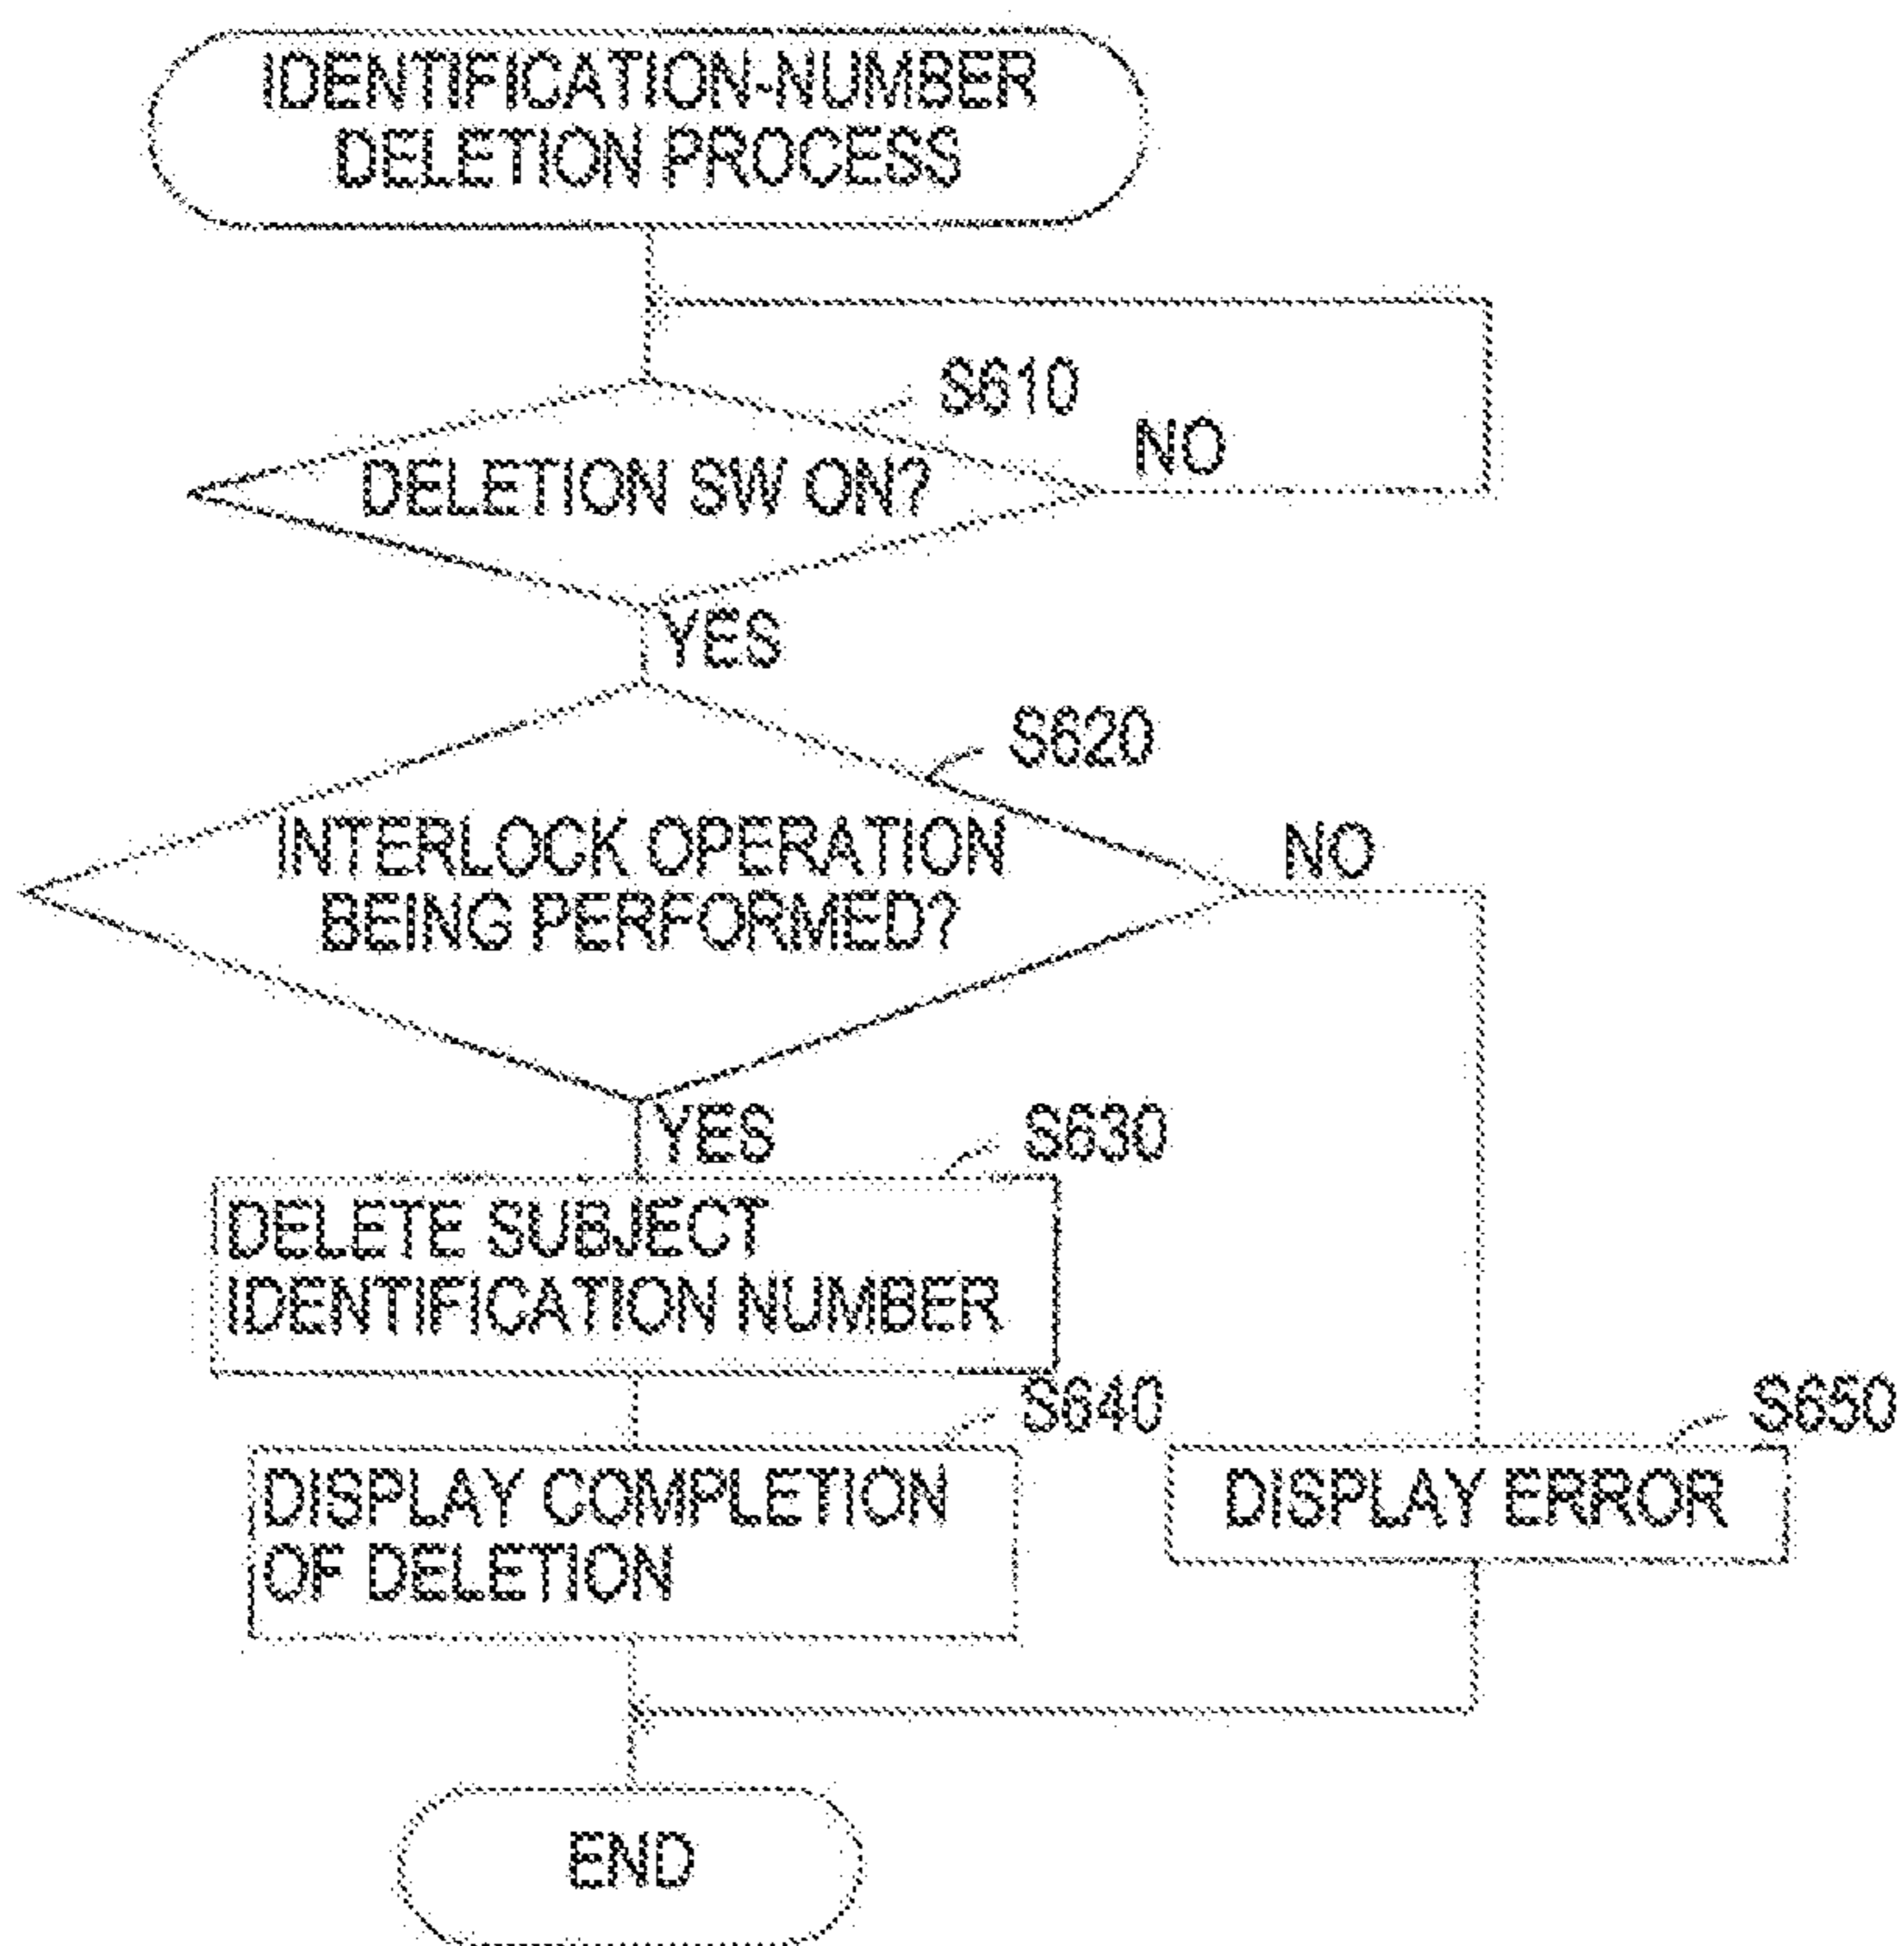 IDENTIFICATION-NUMBER
DELETION PROCESS
S610
DELETION SW ON?
NO
YES
S620
INTERLOCK OPERATION
BEING PERFORMED?
NO
YES
S630
DELETE SUBJECT
IDENTIFICATION NUMBER
S640
DISPLAY COMPLETION
OF DELETION
S650
DISPLAY ERROR
END